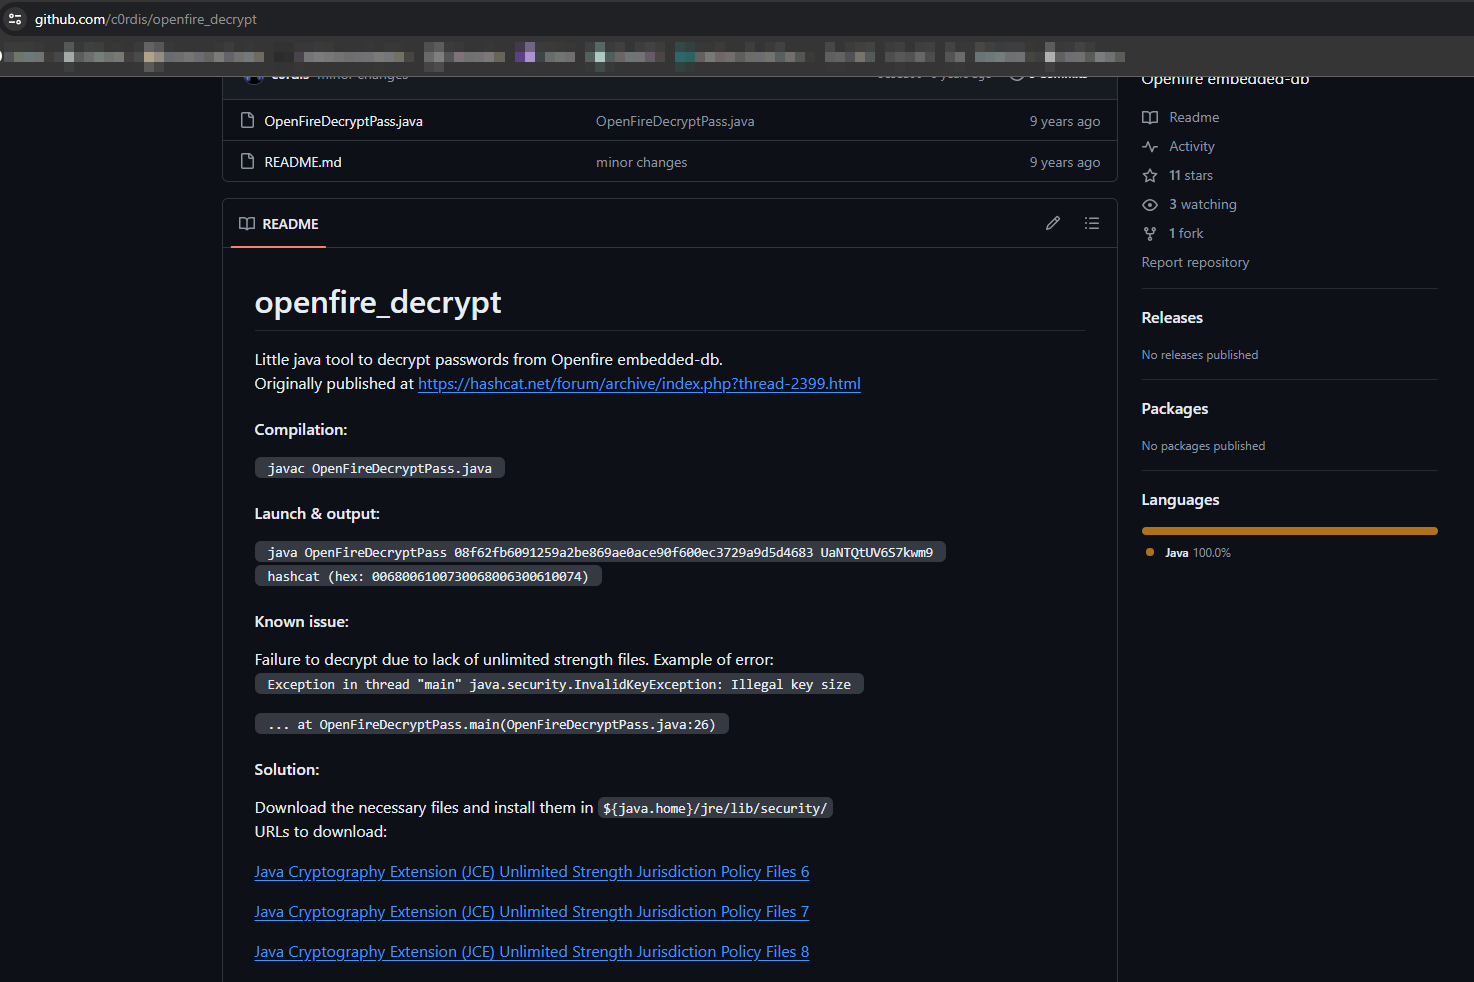 github.com/c0rdis/openfire_decrypt
c0rdis minor changes
Openfire embedded-db
OpenFireDecryptPass.java OpenFireDecryptPass.java 9 years ago
README.md minor changes 9 years ago
Readme
Activity
11 stars
3 watching
1 fork
Report repository
README
openfire_decrypt
Little java tool to decrypt passwords from Openfire embedded-db.
Originally published at https://hashcat.net/forum/archive/index.php?thread-2399.html
Compilation:
javac OpenFireDecryptPass.java
Launch & output:
java OpenFireDecryptPass 08f62fb6091259a2be869ae0ace90f600ec3729a9d5d4683 UaNTQtUV6S7kwm9
hashcat (hex: 0068006100730068006300610074)
Known issue:
Failure to decrypt due to lack of unlimited strength files. Example of error:
Exception in thread "main" java.security.InvalidKeyException: Illegal key size
... at OpenFireDecryptPass.main(OpenFireDecryptPass.java:26)
Solution:
Download the necessary files and install them in ${java.home}/jre/lib/security/
URLs to download:
Java Cryptography Extension (JCE) Unlimited Strength Jurisdiction Policy Files 6
Java Cryptography Extension (JCE) Unlimited Strength Jurisdiction Policy Files 7
Java Cryptography Extension (JCE) Unlimited Strength Jurisdiction Policy Files 8
Releases
No releases published
Packages
No packages published
Languages
Java 100.0%